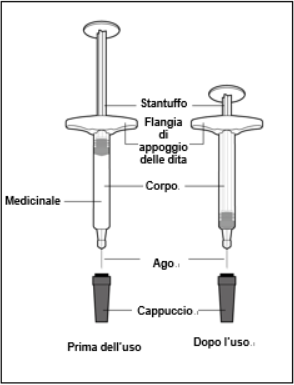 Stantuffo
Flangia
di
appoggio
delle dita
Corpo.
Medicinale
Ago
Cappuccio
Prima dell'uso
Dopo l'uso